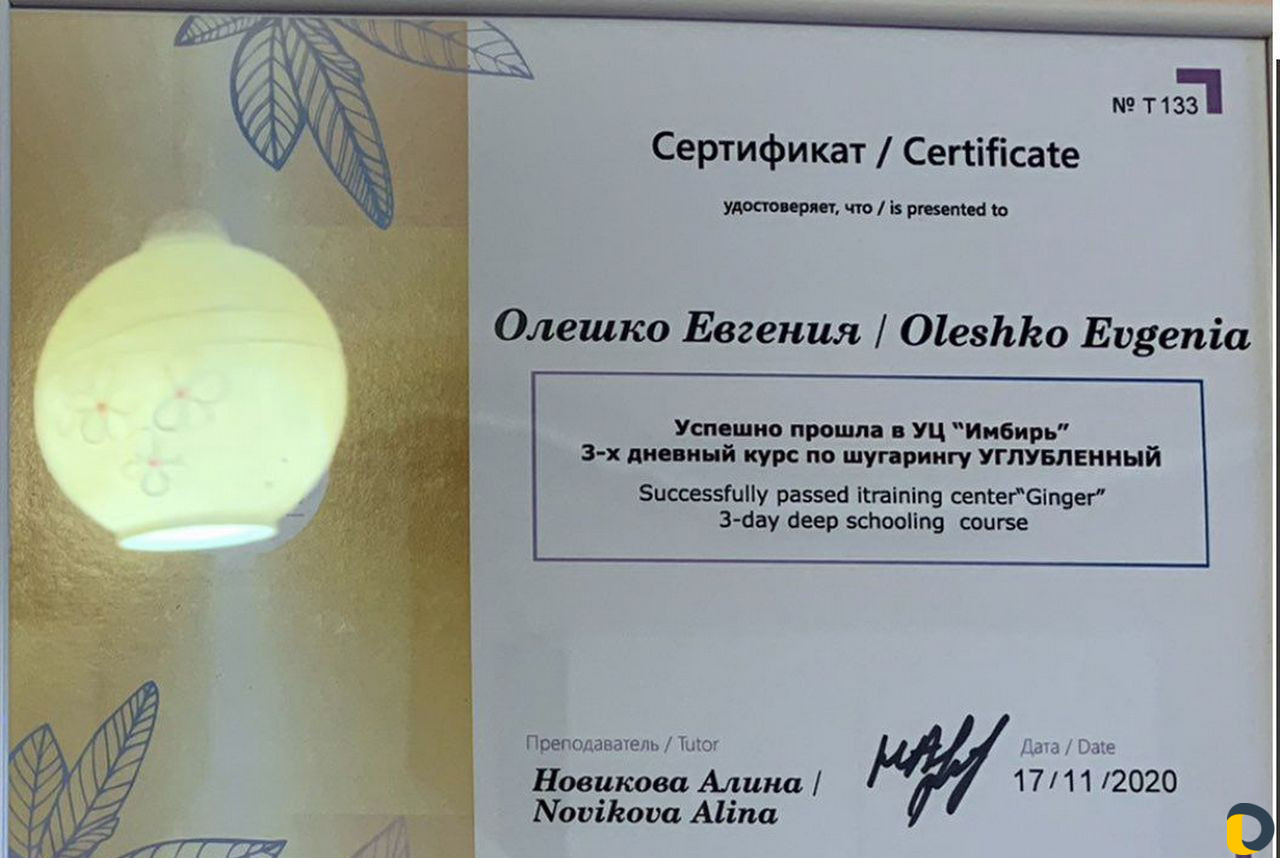 № T 133
Сертификат / Certificate
удостоверяет, что / is presented to
Олешко Евгения / Oleshko Evgenia
Успешно прошла в УЦ "Имбирь"
3-х дневный курс по шугарингу УГЛУБЛЕННЫЙ
Successfully passed itraining center"Ginger"
3-day deep schooling course
Преподаватель / Tutor
Новикова Алина /
Novikova Alina
Дата / Date
17/11/2020